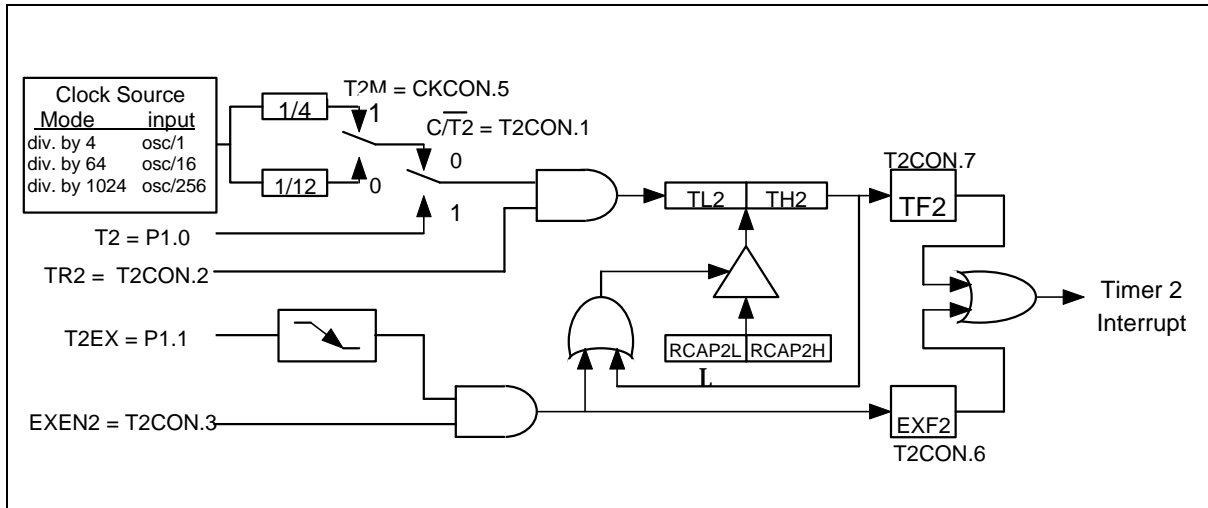 Clock Source
Mode input
div. by 4 osc/1
div. by 64 osc/16
div. by 1024 osc/256
1/4
1/12
T2M = CKCON.5
1
0
C/T2 = T2CON.1
0
1
T2 = P1.0
TR2 = T2CON.2
TL2 TH2
T2CON.7
TF2
Timer 2
Interrupt
T2EX = P1.1
RCAP2L RCAP2H
L
EXEN2 = T2CON.3
EXF2
T2CON.6